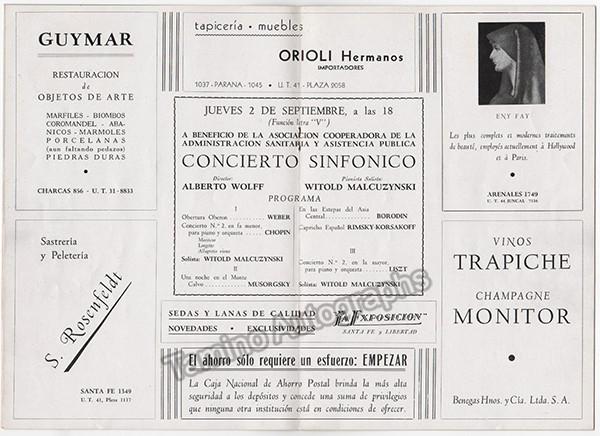 GUYMAR
RESTAURACION
de
OBJETOS DE ARTE
MARFILES - BIOMBOS
COROMANDEL - ABA-
NICOS - MARMOLES
PORCELANAS
(aun faltando pedazos)
PIEDRAS DURAS
CHARCAS 856 - U.T. 31-8833
Sastrería
y Peletería
S. Rosenfeldt
SANTA FE 1349
U. T. 41, Plaza 1137
tapicería - muebles
ORIOLI Hermanos
IMPORTADORES
1037 - PARANA - 1045 • U.T. 41 - PLAZA 2058
JUEVES 2 DE SEPTIEMBRE, a las 18
(Función letra "V")
A BENEFICIO DE LA ASOCIACION COOPERADORA DE LA
ADMINISTRACION SANITARIA Y ASISTENCIA PUBLICA
CONCIERTO SINFONICO
Director:
ALBERTO WOLFF
Pianista Solista:
WITOLD MALCUZYNSKI
PROGRAMA
I
Obertura Oberon WEBER
Concierto N.º 2, en fa menor,
para piano y orquesta CHOPIN
Maestoso
Larghetto
Allegretto vivace
Solista: WITOLD MALCUZYNSKI
II
Una noche en el Monte
Calvo MUSORGSKY
En las Estepas del Asia
Central BORODIN
Capricho Español RIMSKY-KORSAKOFF
III
Concierto N.º 2, en la mayor,
para piano y orquesta LISZT
Solista: WITOLD MALCUZYNSKI
SEDAS Y LANAS DE CALIDAD
NOVEDADES • EXCLUSIVIDADES
"LA EXPOSICION"
SANTA FE y LIBERTAD
El ahorro sólo requiere un esfuerzo: EMPEZAR
La Caja Nacional de Ahorro Postal brinda la más alta
seguridad a los depósitos y concede una suma de privilegios
que ninguna otra institución está en condiciones de ofrecer.
ENY FAY
Les plus complets et modernes traitements
de beauté, employés actuellement à Hollywood
et à Paris.
ARENALES 1749
U. T. 44 JUNCAL 7136
VINOS
TRAPICHE
CHAMPAGNE
MONITOR
Benegas Hnos. y Cía. Ltda. S. A.
Tamino Autographs